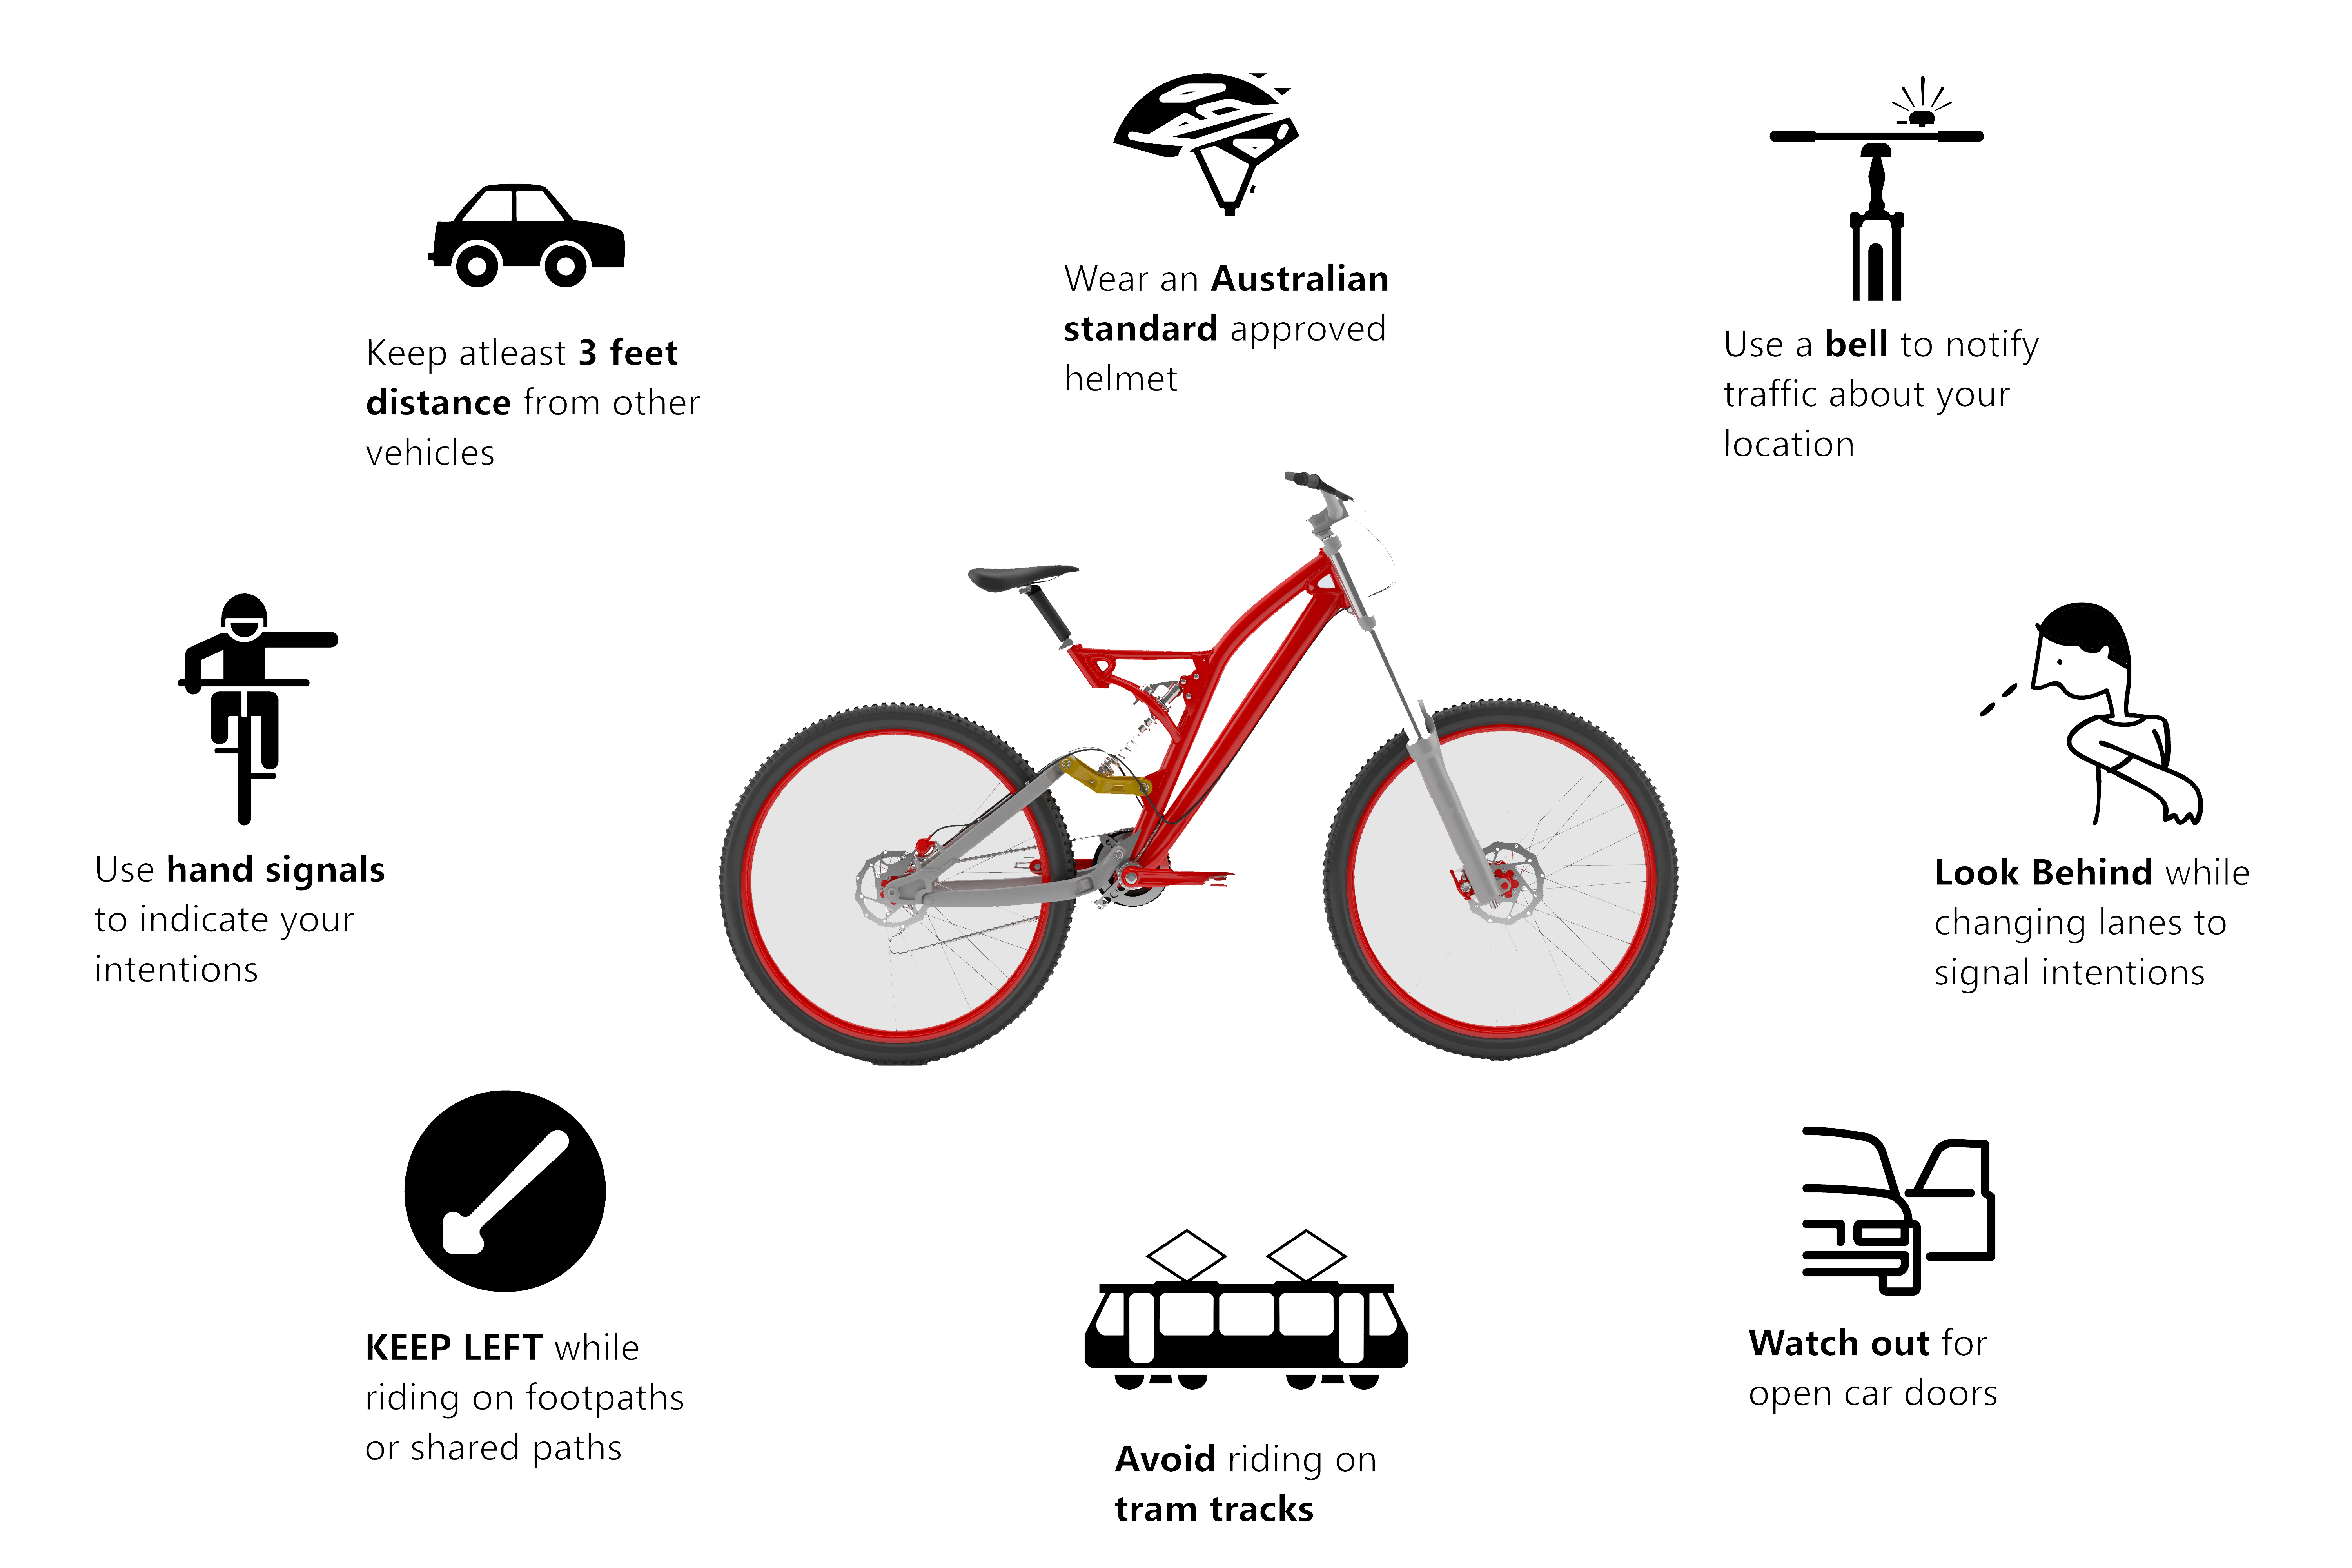 Wear an Australian
standard approved
helmet
Keep atleast 3 feet
distance from other
vehicles
Use a bell to notify
traffic about your
location
Use hand signals
to indicate your
intentions
Look Behind while
changing lanes to
signal intentions
KEEP LEFT while
riding on footpaths
or shared paths
Watch out for
open car doors
Avoid riding on
tram tracks